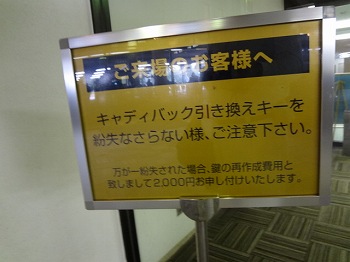 ご来場のお客様へ
キャディバック引き換えキーを
紛失なさらない様、ご注意下さい。
万が一紛失された場合、鍵の再作成費用と
致しまして2,000円お申し付けいたします。